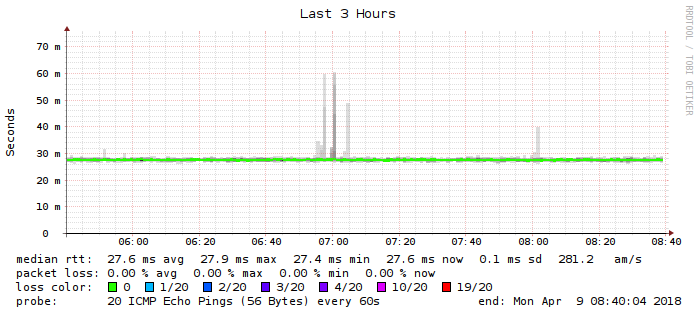 Last 3 Hours
RRDTOOL / TOBI OETIKER
Seconds
70 m
60 m
50 m
40 m
30 m
20 m
10 m
0
06:00 06:20 06:40 07:00 07:20 07:40 08:00 08:20 08:40
median rtt: 27.6 ms avg 27.9 ms max 27.4 ms min 27.6 ms now 0.1 ms sd 281.2 am/s
packet loss: 0.00 % avg 0.00 % max 0.00 % min 0.00 % now
loss color: 0 1/20 2/20 3/20 4/20 10/20 19/20
probe: 20 ICMP Echo Pings (56 Bytes) every 60s end: Mon Apr 9 08:40:04 2018